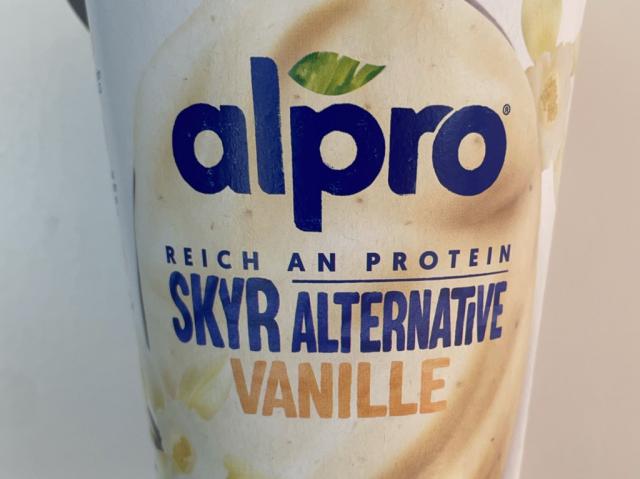 alpro®
REICH AN PROTEIN
SKYR ALTERNATIVE
VANILLE